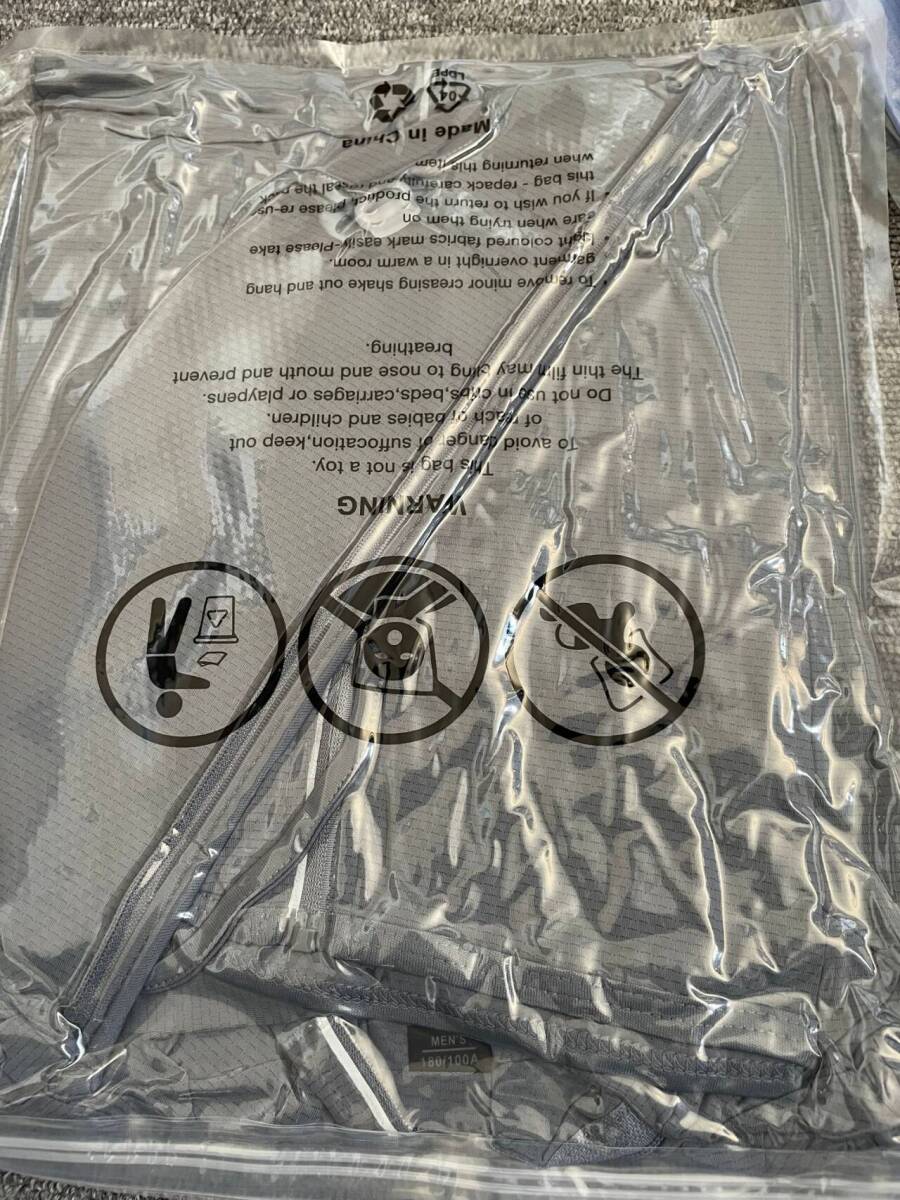 WARNING
This bag is not a toy.
To avoid danger of suffocation,keep out
of reach of babies and children.
Do not use in cribs,beds,carriages or playpens.
The thin film may cling to nose and mouth and prevent
breathing.
• To remove minor creasing shake out and hang
garment overnight in a warm room.
• Light coloured fabrics mark easily-Please take
care when trying them on
• If you wish to return the product, please re-use
this bag - repack carefully and reseal the pack
when returning this item
Made in China
04
LDPE
MEN'S
180/100A